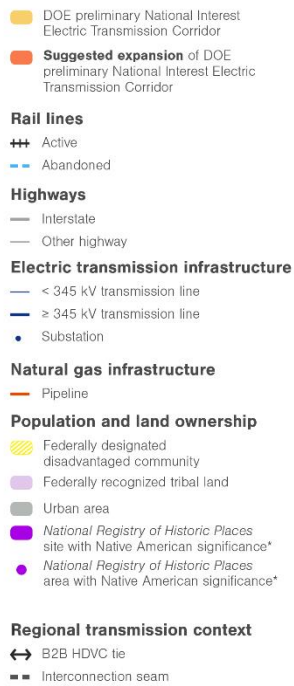 DOE preliminary National Interest
Electric Transmission Corridor
Suggested expansion of DOE
preliminary National Interest Electric
Transmission Corridor
Rail lines
Active
Abandoned
Highways
Interstate
Other highway
Electric transmission infrastructure
< 345 kV transmission line
≥ 345 kV transmission line
Substation
Natural gas infrastructure
Pipeline
Population and land ownership
Federally designated
disadvantaged community
Federally recognized tribal land
Urban area
National Registry of Historic Places
site with Native American significance*
National Registry of Historic Places
area with Native American significance*
Regional transmission context
B2B HDVC tie
Interconnection seam